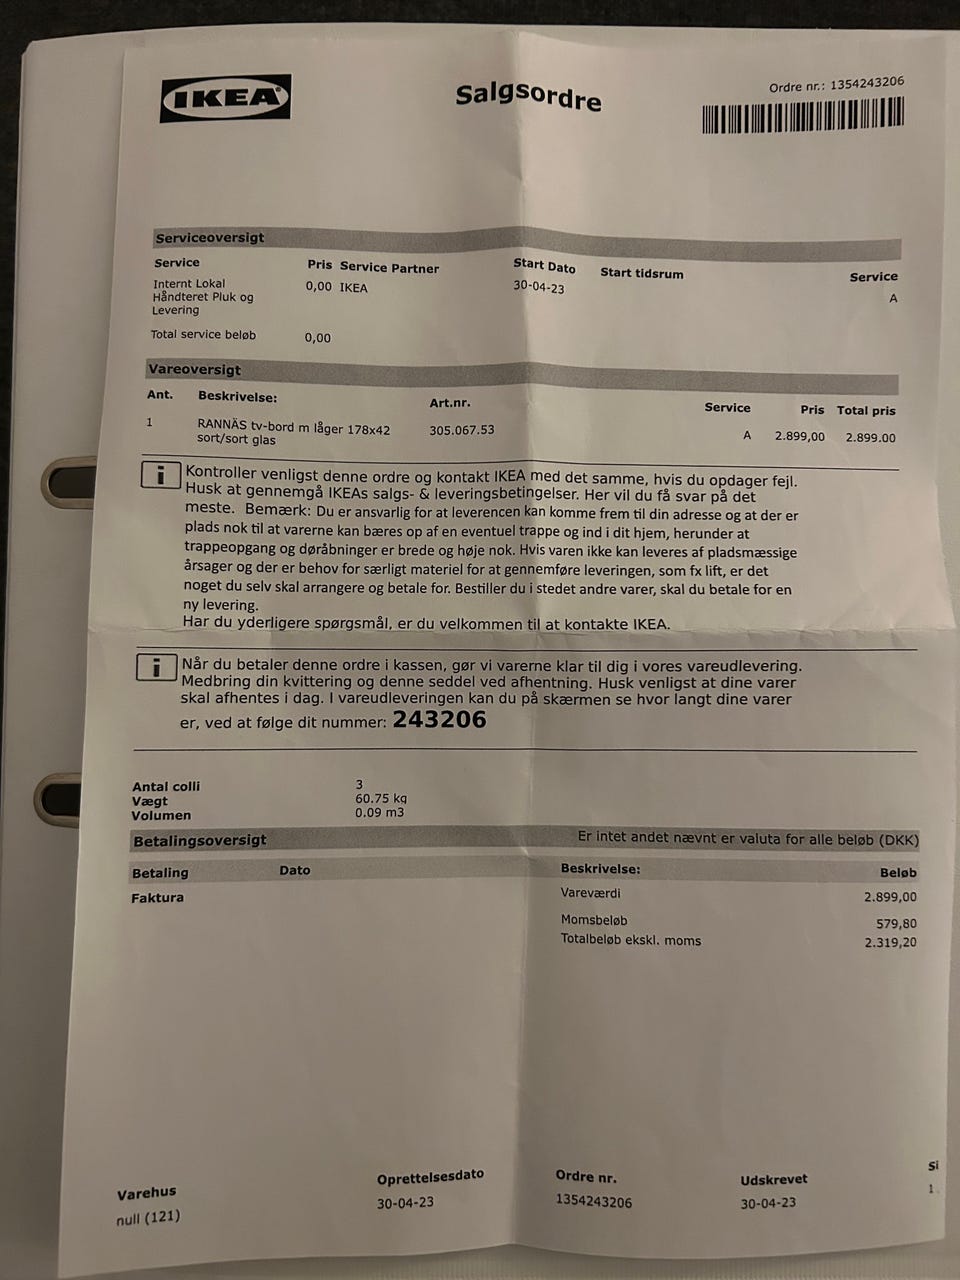 IKEA
Salgsordre
Ordre nr.: 1354243206
Serviceoversigt
Service Pris Service Partner Start Dato Start tidsrum Service
Internt Lokal 0,00 IKEA 30-04-23 A
Håndteret Pluk og
Levering
Total service beløb 0,00
Vareoversigt
Ant. Beskrivelse: Art.nr. Service Pris Total pris
1 RANNÄS tv-bord m låger 178x42 305.067.53 A 2.899,00 2.899.00
sort/sort glas
i Kontroller venligst denne ordre og kontakt IKEA med det samme, hvis du opdager fejl.
Husk at gennemgå IKEAs salgs- & leveringsbetingelser. Her vil du få svar på det
meste. Bemærk: Du er ansvarlig for at leverencen kan komme frem til din adresse og at der er
plads nok til at varerne kan bæres op af en eventuel trappe og ind i dit hjem, herunder at
trappeopgang og døråbninger er brede og høje nok. Hvis varen ikke kan leveres af pladsmæssige
årsager og der er behov for særligt materiel for at gennemføre leveringen, som fx lift, er det
noget du selv skal arrangere og betale for. Bestiller du i stedet andre varer, skal du betale for en
ny levering.
Har du yderligere spørgsmål, er du velkommen til at kontakte IKEA.
i Når du betaler denne ordre i kassen, gør vi varerne klar til dig i vores vareudlevering.
Medbring din kvittering og denne seddel ved afhentning. Husk venligst at dine varer
skal afhentes i dag. I vareudleveringen kan du på skærmen se hvor langt dine varer
er, ved at følge dit nummer: 243206
Antal colli 3
Vægt 60.75 kg
Volumen 0.09 m3
Betalingsoversigt Er intet andet nævnt er valuta for alle beløb (DKK)
Betaling Dato Beskrivelse: Beløb
Faktura Vareværdi 2.899,00
Momsbeløb 579,80
Totalbeløb ekskl. moms 2.319,20
Varehus Oprettelsesdato Ordre nr. Udskrevet Si
null (121) 30-04-23 1354243206 30-04-23 1